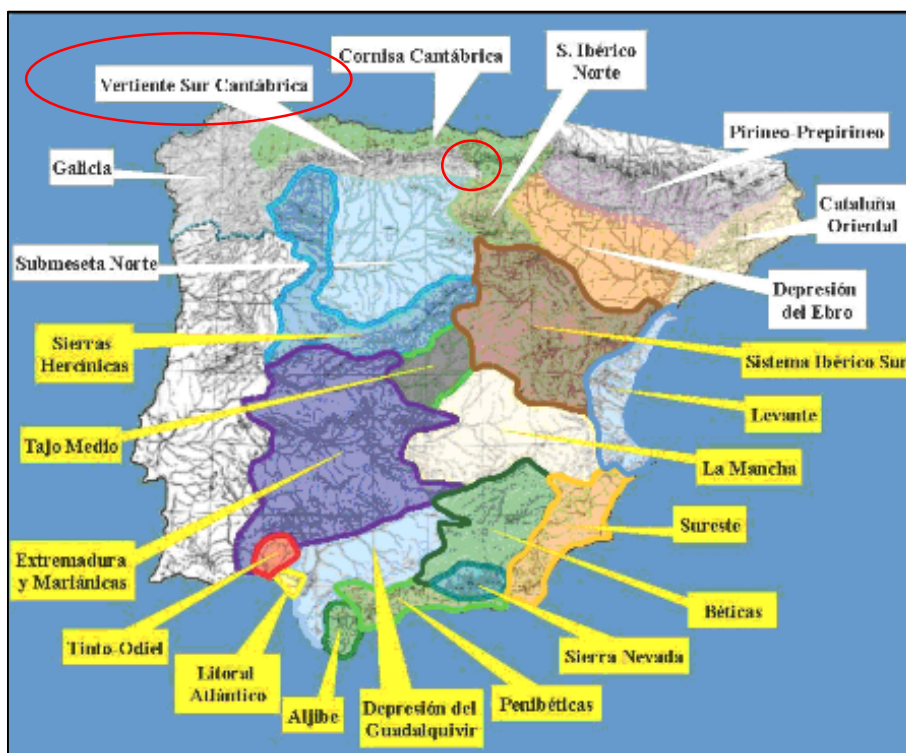 Cornisa Cantábrica
S. Ibérico
Norte
Vertiente Sur Cantábrica
Pirineo-Prepirineo
Galicia
Cataluña
Oriental
Submeseta Norte
Depresión
del Ebro
Sierras
Hercínicas
Sistema Ibérico Sur
Levante
Tajo Medio
La Mancha
Sureste
Extremadura
y Mariánicas
Béticas
Tinto-Odiel
Sierra Nevada
Litoral
Atlántico
Aljibe
Depresión del
Guadalquivir
Penibéticas